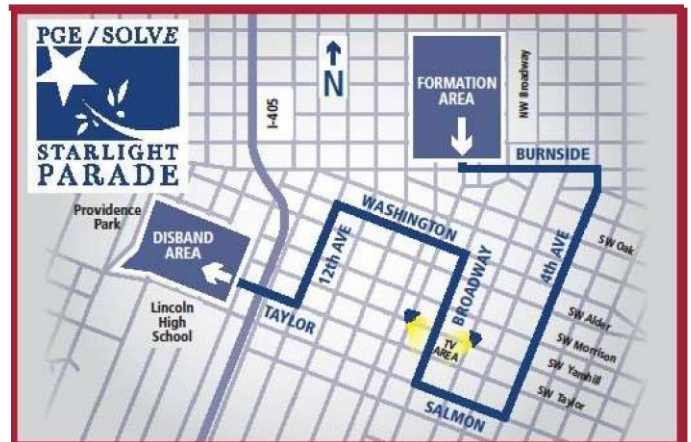 PGE / SOLVE
STARLIGHT
PARADE
N
I-405
FORMATION
AREA
NW Broadway
BURNSIDE
Providence
Park
DISBAND
AREA
Lincoln
High
School
TAYLOR
12th AVE
WASHINGTON
BROADWAY
4th AVE
TV
AREA
SALMON
SW Oak
SW Alder
SW Morrison
SW Yamhill
SW Taylor